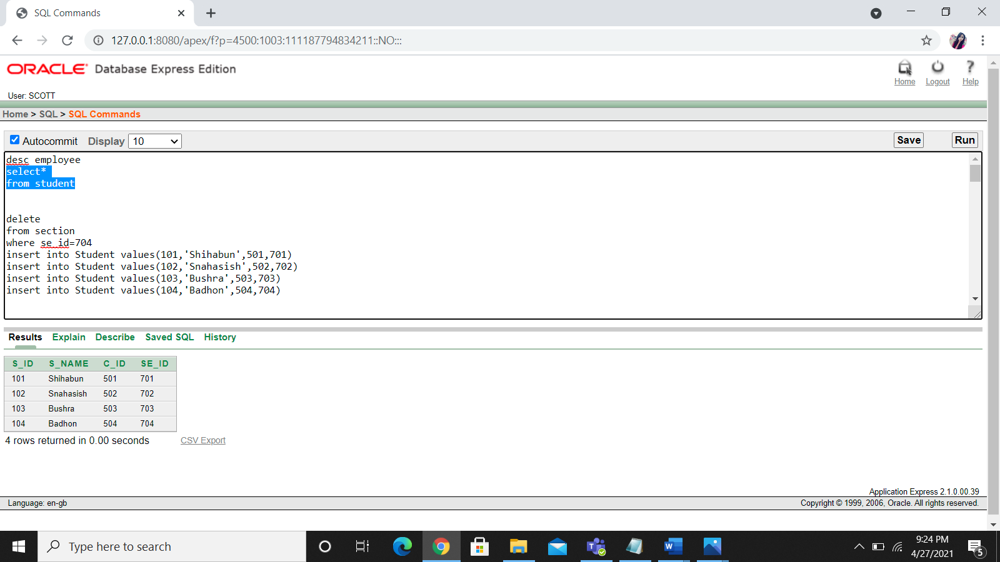 SQL Commands
127.0.0.1:8080/apex/f?p=4500:1003:111187794834211::NO:::
ORACLE Database Express Edition
Home Logout Help
User: SCOTT
Home > SQL > SQL Commands
Autocommit Display 10 Save Run
desc employee
select*
from student
delete
from section
where se_id=704
insert into Student values(101,'Shihabun',501,701)
insert into Student values(102,'Snahasish',502,702)
insert into Student values(103,'Bushra',503,703)
insert into Student values(104,'Badhon',504,704)
Results Explain Describe Saved SQL History
S_ID S_NAME C_ID SE_ID
101 Shihabun 501 701
102 Snahasish 502 702
103 Bushra 503 703
104 Badhon 504 704
4 rows returned in 0.00 seconds CSV Export
Application Express 2.1.0.00.39
Language: en-gb Copyright © 1999, 2006, Oracle. All rights reserved.
Type here to search
9:24 PM
4/27/2021
5